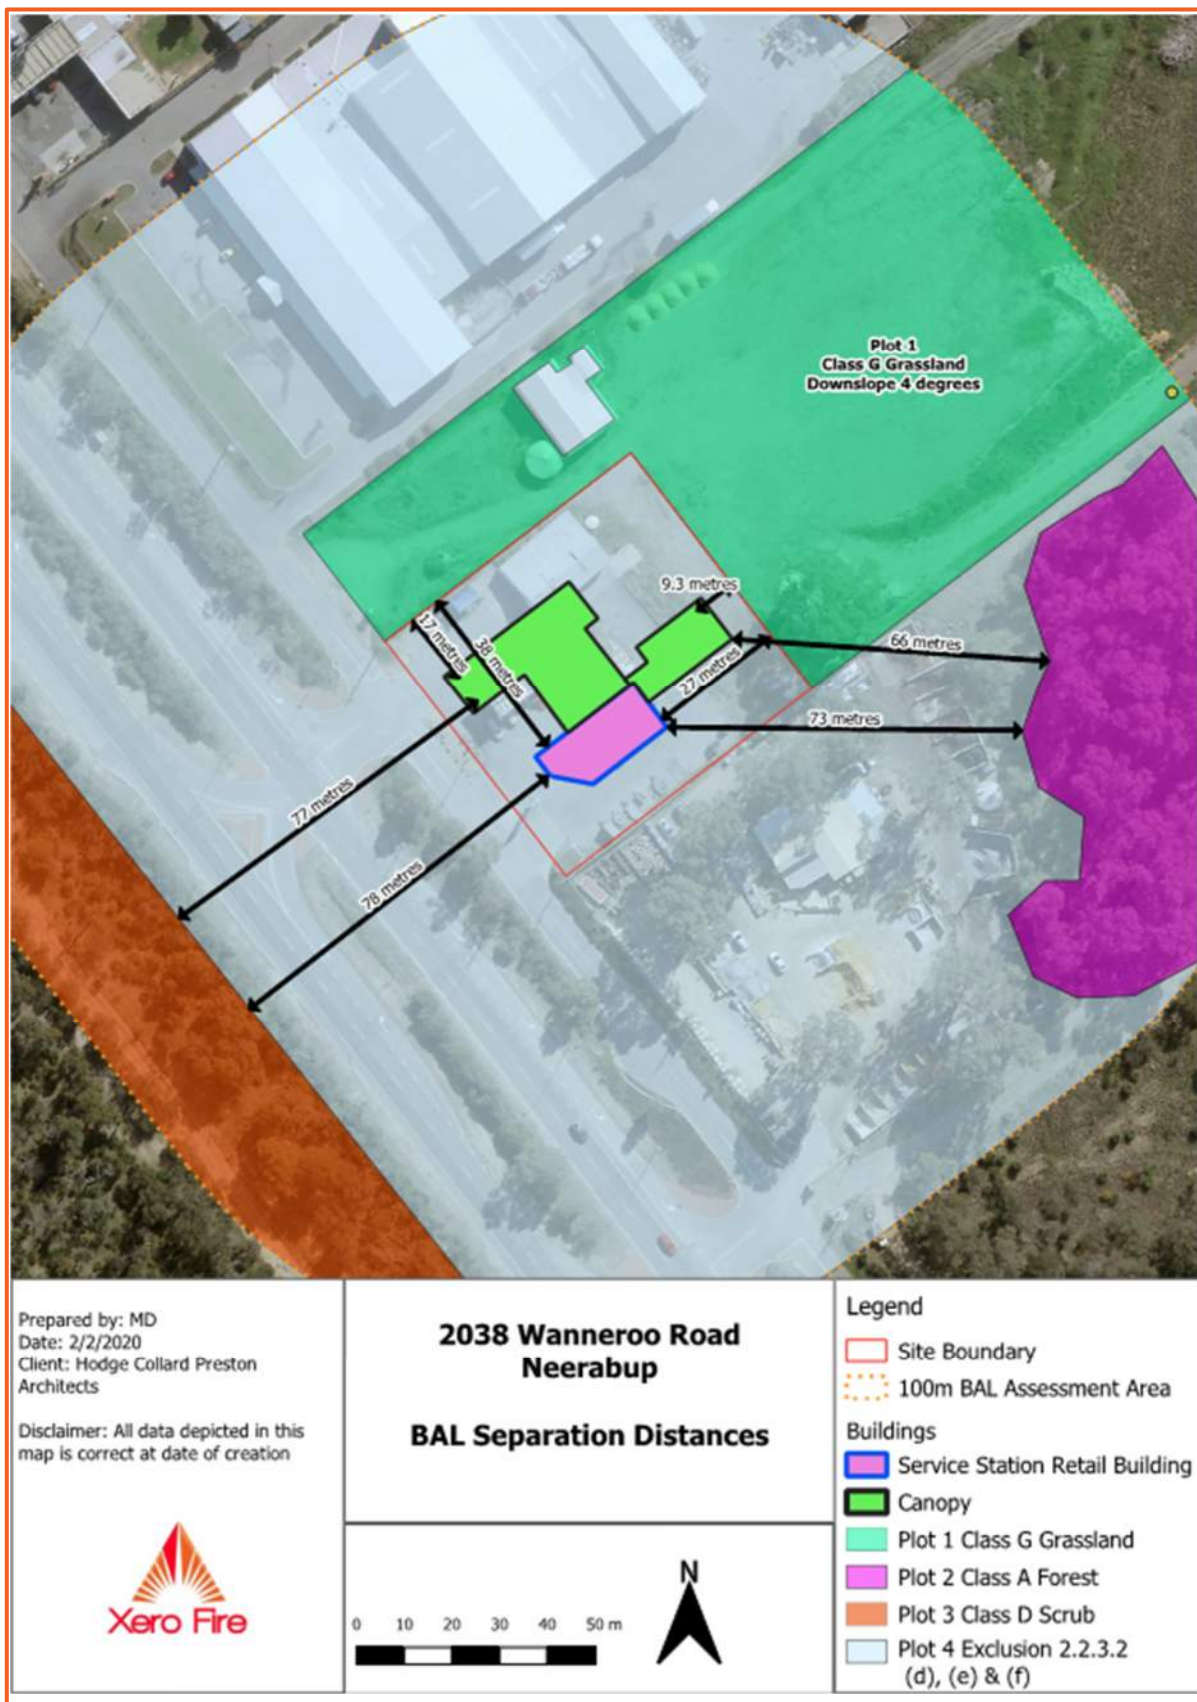 Plot 1
Class G Grassland
Downslope 4 degrees
9.3 metres
17 metres
38 metres
66 metres
27 metres
73 metres
77 metres
78 metres
Prepared by: MD
Date: 2/2/2020
Client: Hodge Collard Preston
Architects
Disclaimer: All data depicted in this
map is correct at date of creation
Xero Fire
2038 Wanneroo Road
Neerabup
BAL Separation Distances
0 10 20 30 40 50 m
N
Legend
Site Boundary
100m BAL Assessment Area
Buildings
Service Station Retail Building
Canopy
Plot 1 Class G Grassland
Plot 2 Class A Forest
Plot 3 Class D Scrub
Plot 4 Exclusion 2.2.3.2
(d), (e) & (f)